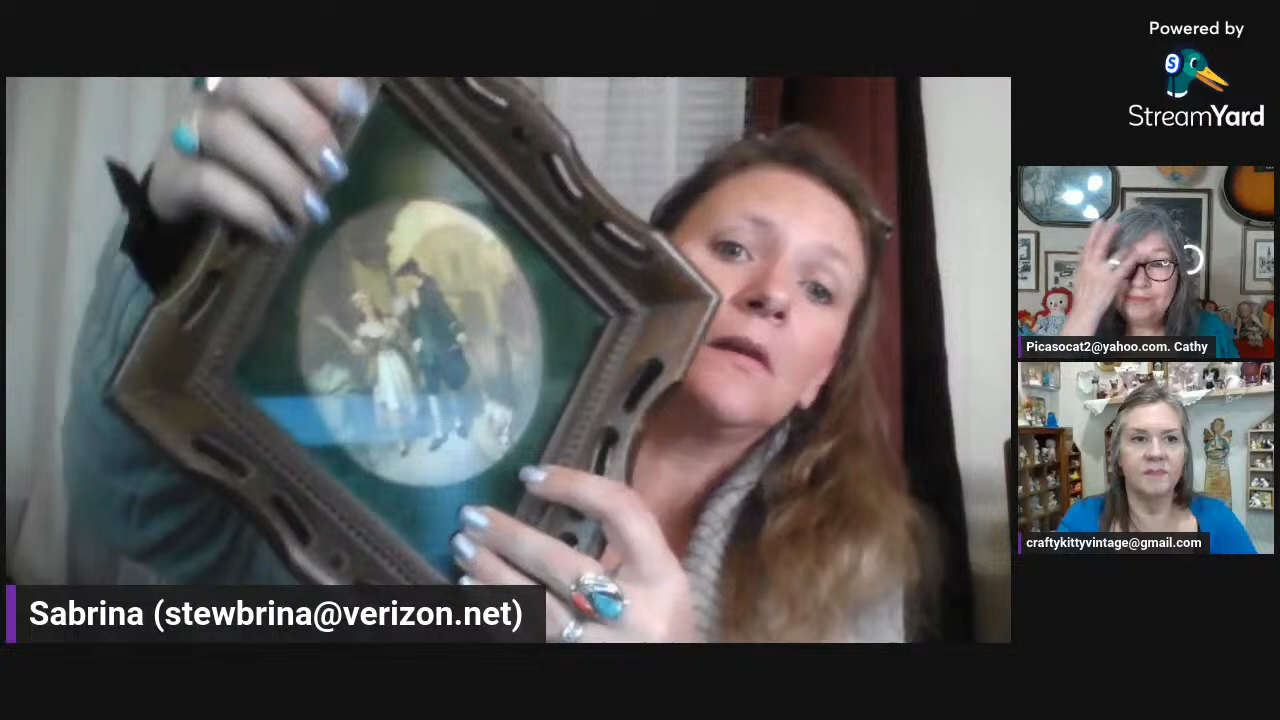 Powered by
S
StreamYard
Picasocat2@yahoo.com. Cathy
craftykittyvintage@gmail.com
Sabrina (stewbrina@verizon.net)